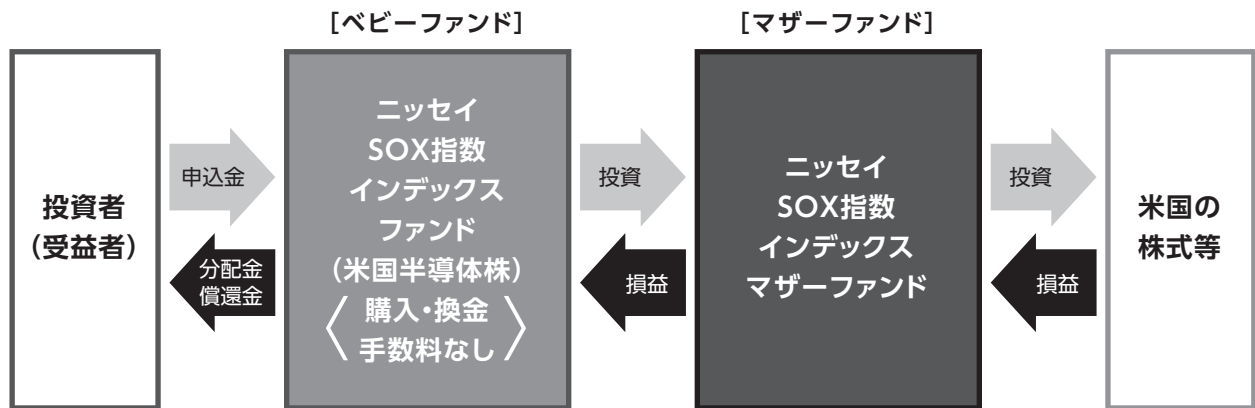 [ベビーファンド]
[マザーファンド]
投資者
(受益者)
申込金
分配金
償還金
ニッセイ
SOX指数
インデックス
ファンド
(米国半導体株)
〈購入・換金
手数料なし〉
投資
損益
ニッセイ
SOX指数
インデックス
マザーファンド
投資
損益
米国の
株式等